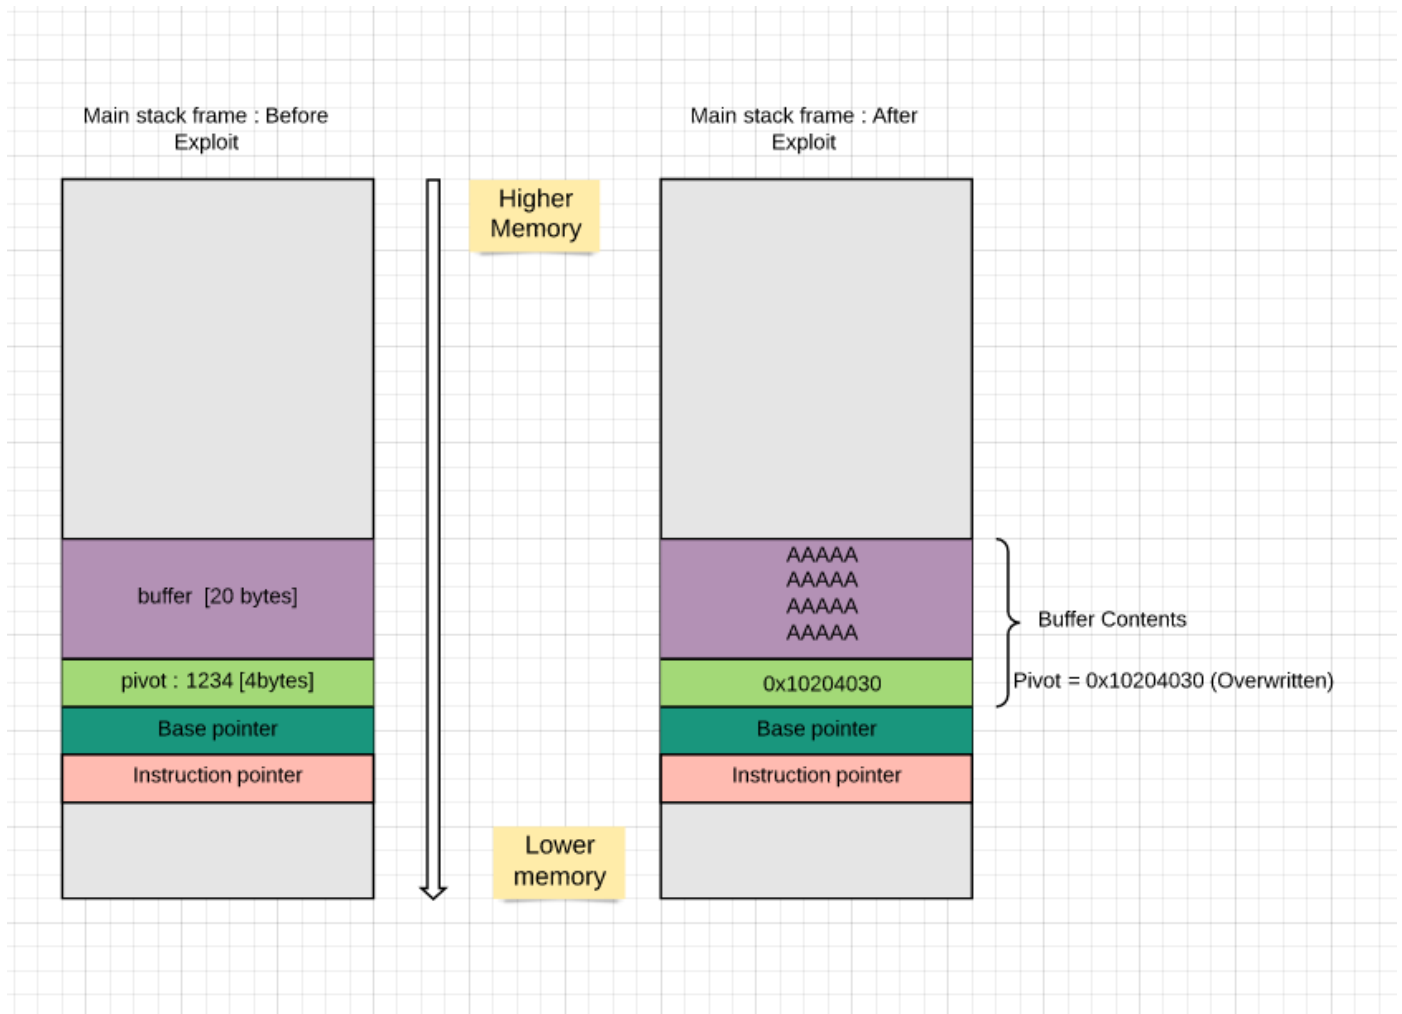 Main stack frame : Before
Exploit
Main stack frame : After
Exploit
Higher
Memory
buffer  [20 bytes]
AAAAA
AAAAA
AAAAA
AAAAA
Buffer Contents
pivot : 1234 [4bytes]
0x10204030
Pivot = 0x10204030 (Overwritten)
Base pointer
Base pointer
Instruction pointer
Instruction pointer
Lower
memory